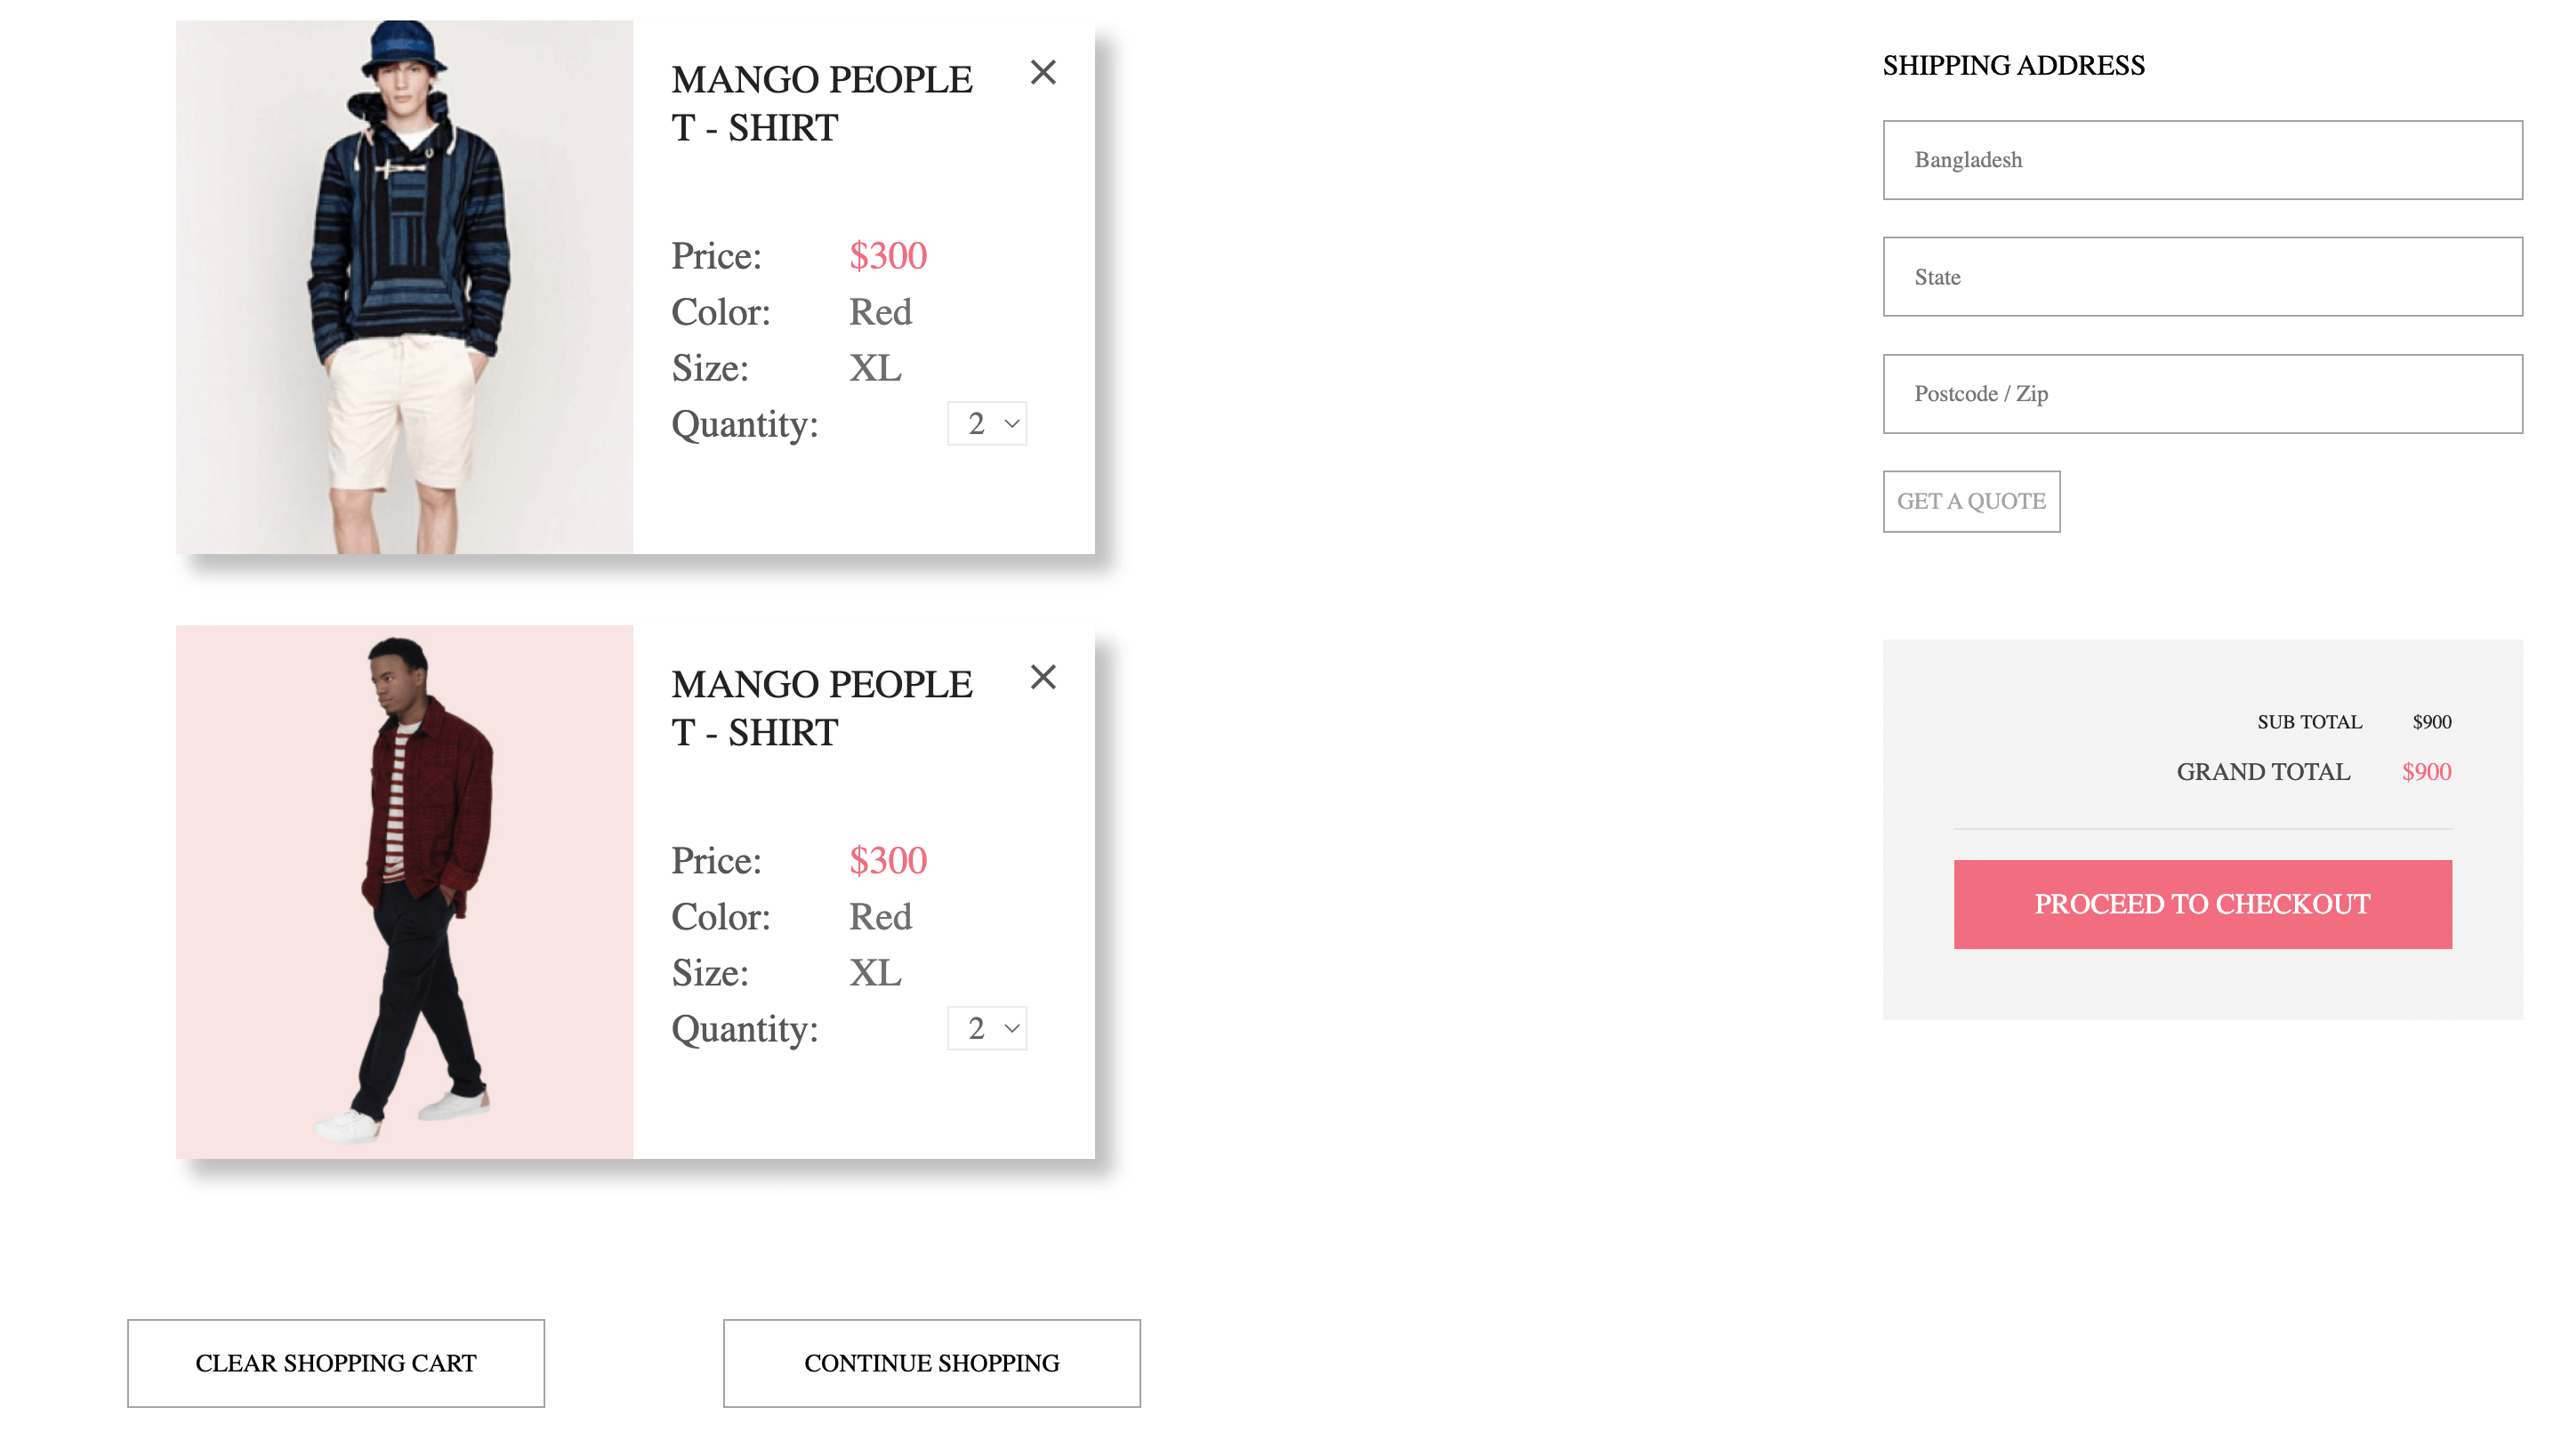 MANGO PEOPLE
T - SHIRT
Price: $300
Color: Red
Size: XL
Quantity: 2
MANGO PEOPLE
T - SHIRT
Price: $300
Color: Red
Size: XL
Quantity: 2
CLEAR SHOPPING CART
CONTINUE SHOPPING
SHIPPING ADDRESS
Bangladesh
State
Postcode / Zip
GET A QUOTE
SUB TOTAL $900
GRAND TOTAL $900
PROCEED TO CHECKOUT